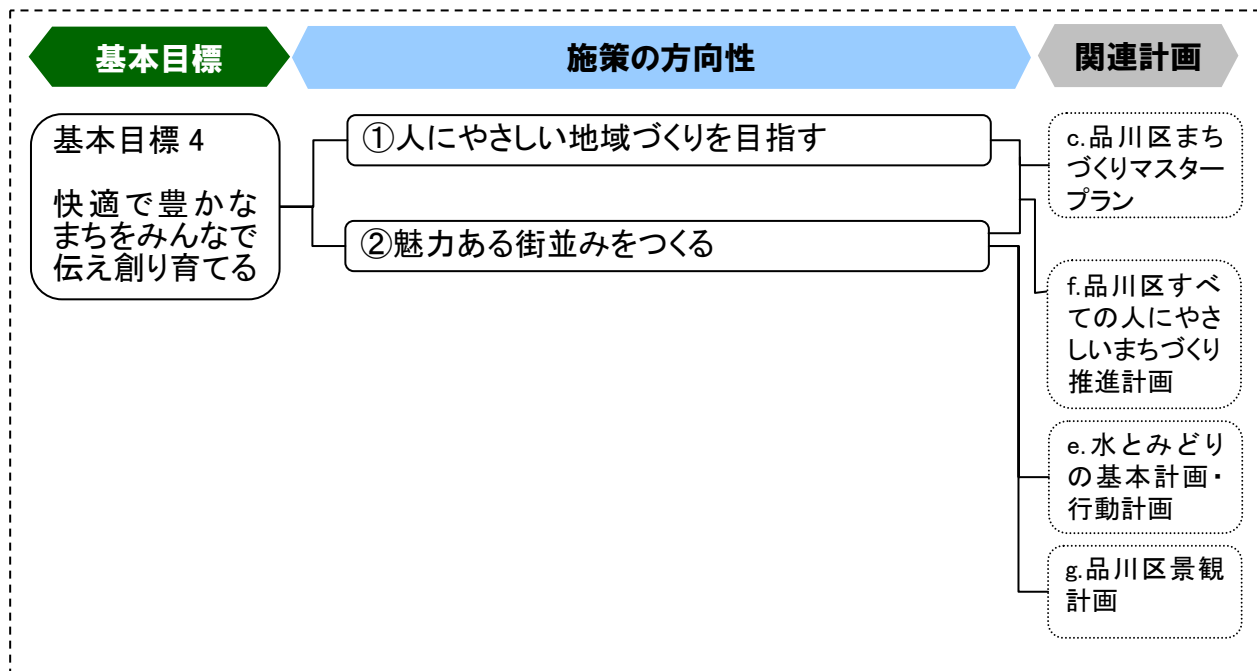 基本目標
施策の方向性
関連計画
基本目標 4
快適で豊かな
まちをみんなで
伝え創り育てる
①人にやさしい地域づくりを目指す
②魅力ある街並みをつくる
c.品川区まち
づくりマスター
プラン
f.品川区すべ
ての人にやさ
しいまちづくり
推進計画
e.水とみどり
の基本計画・
行動計画
g.品川区景観
計画